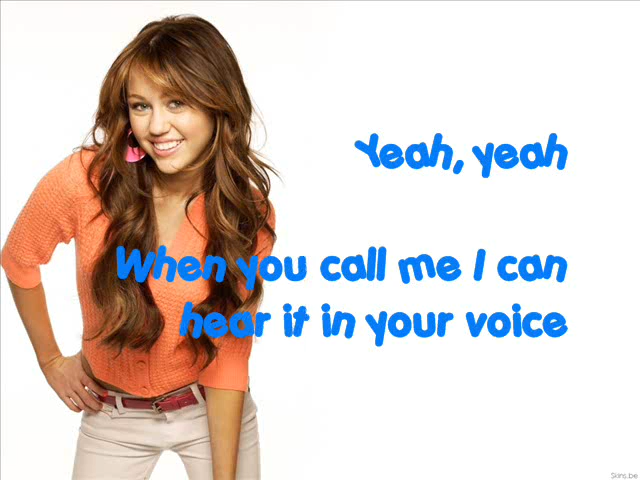 Yeah, yeah
When you call me I can
hear it in your voice
Skins.be